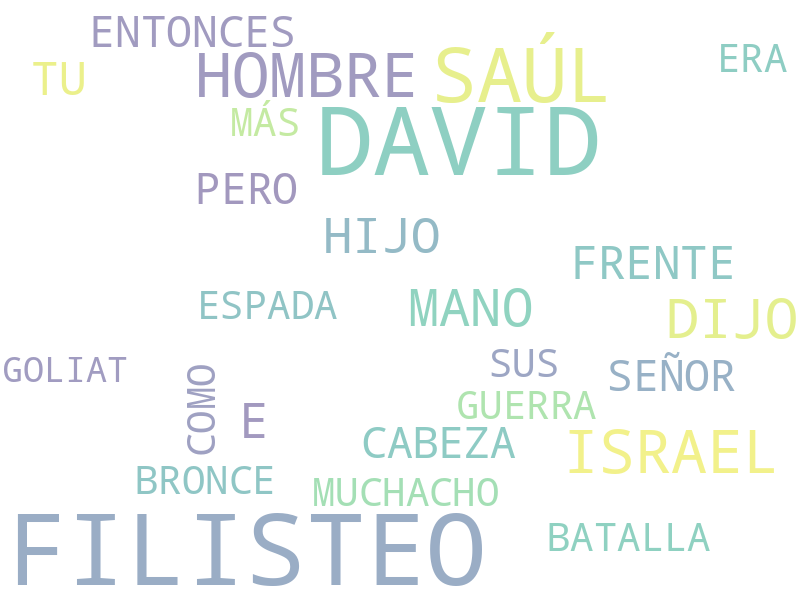 ENTONCES
HOMBRE
SAÚL
ERA
TU
MÁS
DAVID
PERO
HIJO
FRENTE
ESPADA
MANO
DIJO
GOLIAT
COMO
SUS
SEÑOR
E
GUERRA
CABEZA
ISRAEL
BRONCE
MUCHACHO
FILISTEO
BATALLA